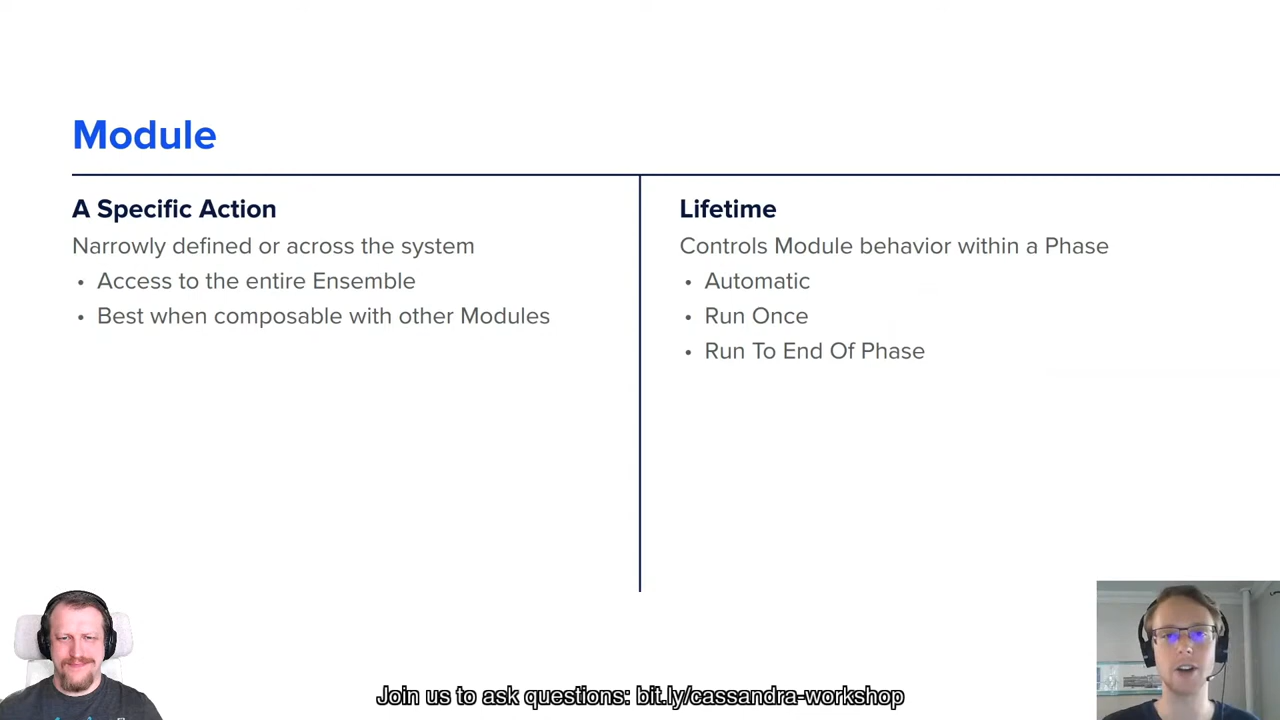 Module
A Specific Action
Narrowly defined or across the system
• Access to the entire Ensemble
• Best when composable with other Modules
Lifetime
Controls Module behavior within a Phase
• Automatic
• Run Once
• Run To End Of Phase
Join us to ask questions: bit.ly/cassandra-workshop